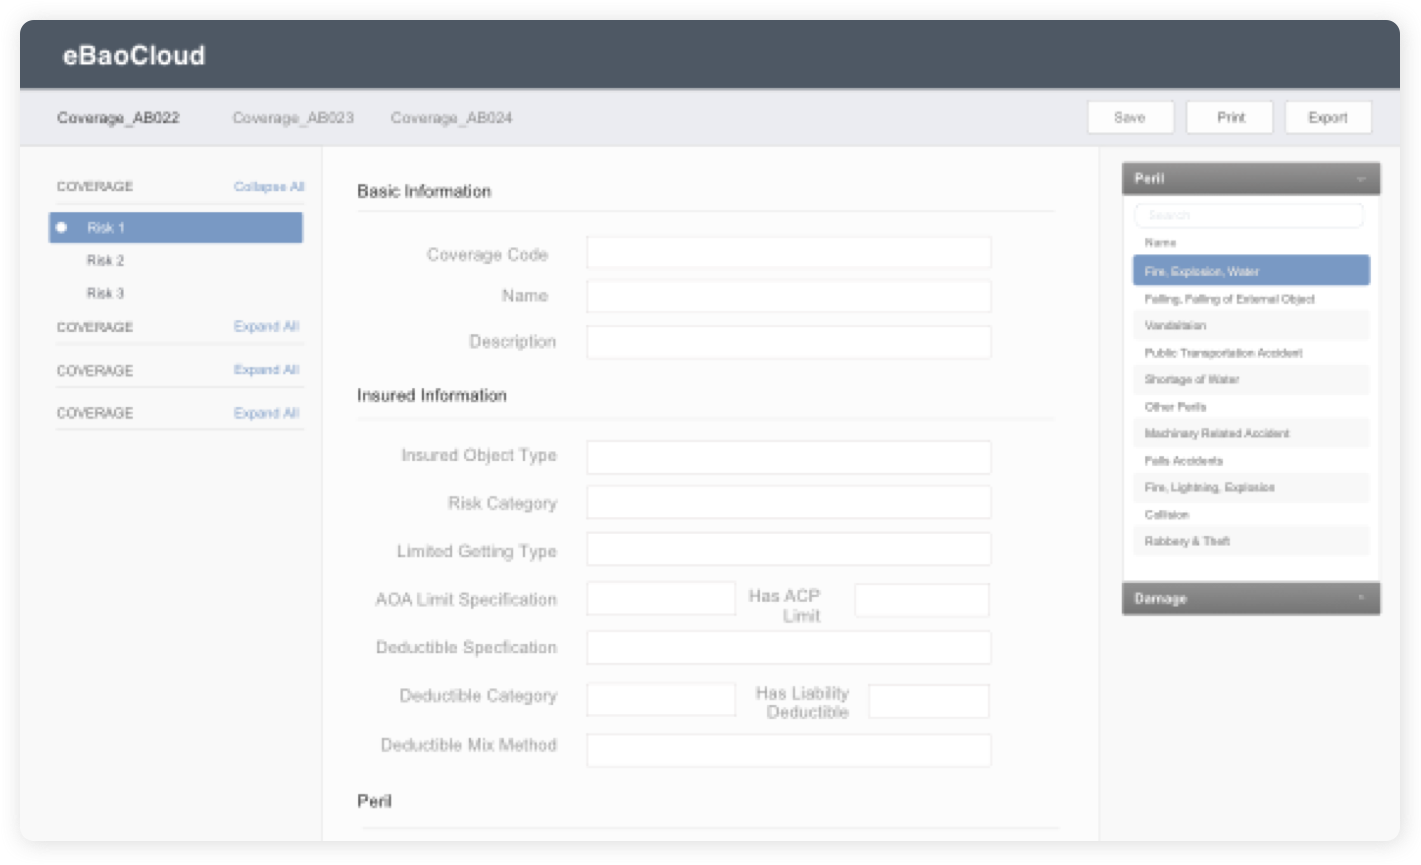 eBaoCloud
Coverage_AB022 Coverage_AB023 Coverage_AB024 Save Print Export
COVERAGE Collapse All
Risk 1
Risk 2
Risk 3
COVERAGE Expand All
COVERAGE Expand All
COVERAGE Expand All
Basic Information
Coverage Code
Name
Description
Insured Information
Insured Object Type
Risk Category
Limited Getting Type
AOA Limit Specification Has ACP
Limit
Deductible Specfication
Deductible Category Has Liability
Deductible
Deductible Mix Method
Peril
Peril
Search
Name
Fire, Explosion, Water
Falling, Falling of External Object
Public Transportation Accident
Shortage of Water
Other Perils
Machinary Related Accident
Falls Accidents
Fire, Lightning, Explosion
Collision
Robbery & Theft
Damage